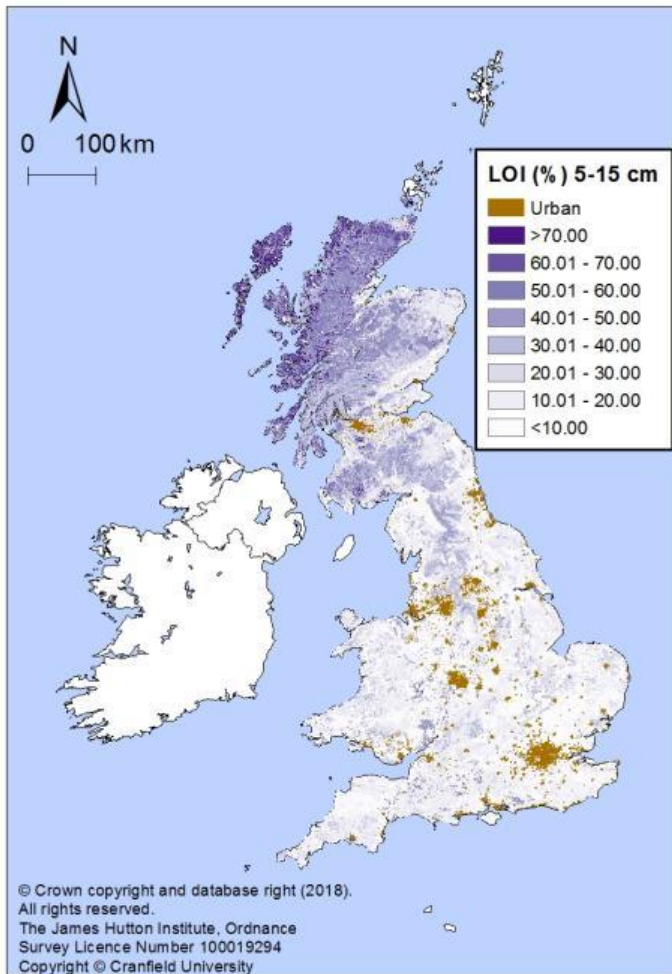 N
0 100 km
LOI (%) 5-15 cm
Urban
>70.00
60.01 - 70.00
50.01 - 60.00
40.01 - 50.00
30.01 - 40.00
20.01 - 30.00
10.01 - 20.00
<10.00
© Crown copyright and database right (2018).
All rights reserved.
The James Hutton Institute, Ordnance
Survey Licence Number 100019294
Copyright © Cranfield University